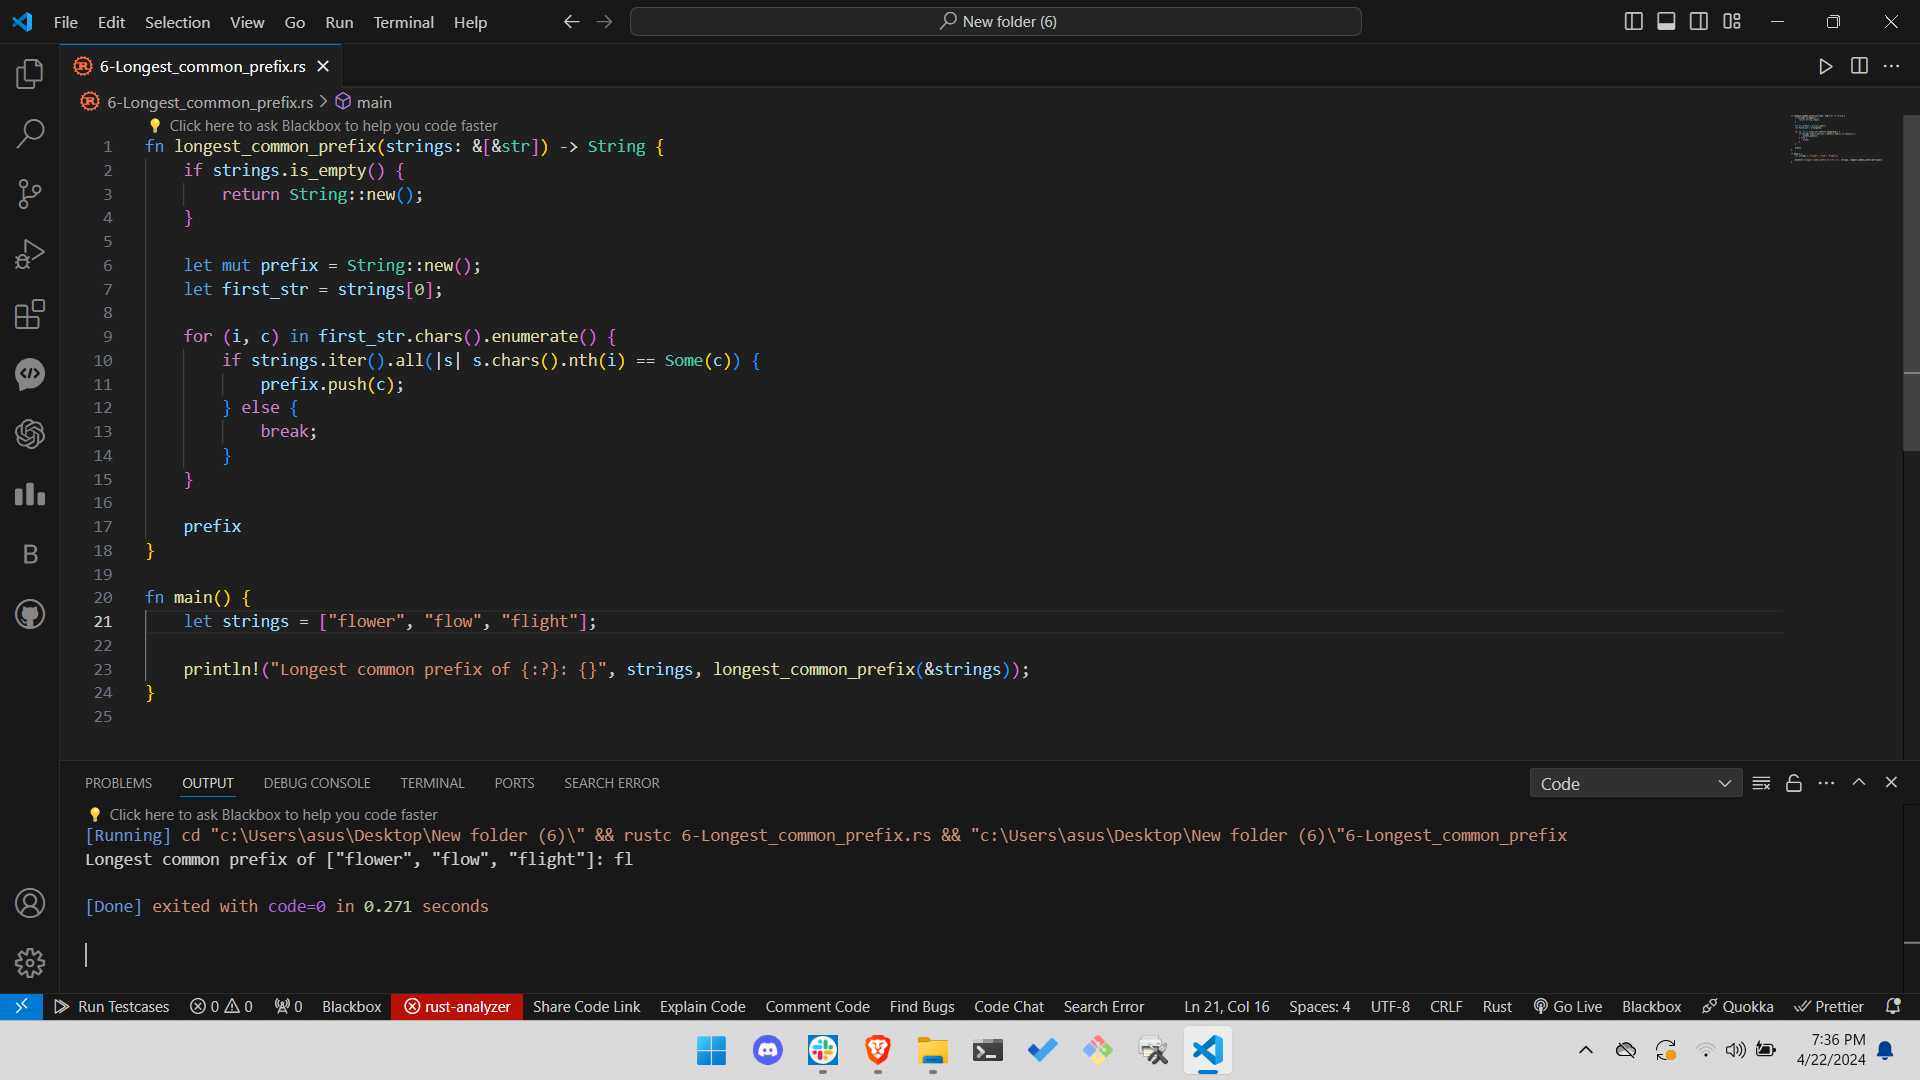 File Edit Selection View Go Run Terminal Help
New folder (6)
6-Longest_common_prefix.rs
6-Longest_common_prefix.rs > main
Click here to ask Blackbox to help you code faster
1 fn longest_common_prefix(strings: &[&str]) -> String {
2     if strings.is_empty() {
3         return String::new();
4     }
5
6     let mut prefix = String::new();
7     let first_str = strings[0];
8
9     for (i, c) in first_str.chars().enumerate() {
10         if strings.iter().all(|s| s.chars().nth(i) == Some(c)) {
11             prefix.push(c);
12         } else {
13             break;
14         }
15     }
16
17     prefix
18 }
19
20 fn main() {
21     let strings = ["flower", "flow", "flight"];
22
23     println!("Longest common prefix of {:?}: {}", strings, longest_common_prefix(&strings));
24 }
25
PROBLEMS OUTPUT DEBUG CONSOLE TERMINAL PORTS SEARCH ERROR
Code
Click here to ask Blackbox to help you code faster
[Running] cd "c:\Users\asus\Desktop\New folder (6)\" && rustc 6-Longest_common_prefix.rs && "c:\Users\asus\Desktop\New folder (6)\"6-Longest_common_prefix
Longest common prefix of ["flower", "flow", "flight"]: fl
[Done] exited with code=0 in 0.271 seconds
B
Run Testcases 0 0 0 Blackbox rust-analyzer Share Code Link Explain Code Comment Code Find Bugs Code Chat Search Error Ln 21, Col 16 Spaces: 4 UTF-8 CRLF Rust Go Live Blackbox Quokka Prettier
7:36 PM
4/22/2024